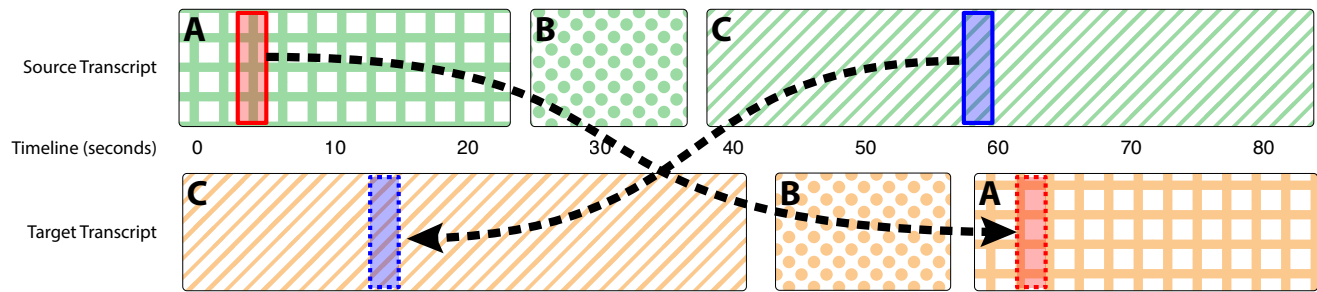 A B C
Source Transcript
Timeline (seconds) 0 10 20 30 40 50 60 70 80
C B A
Target Transcript